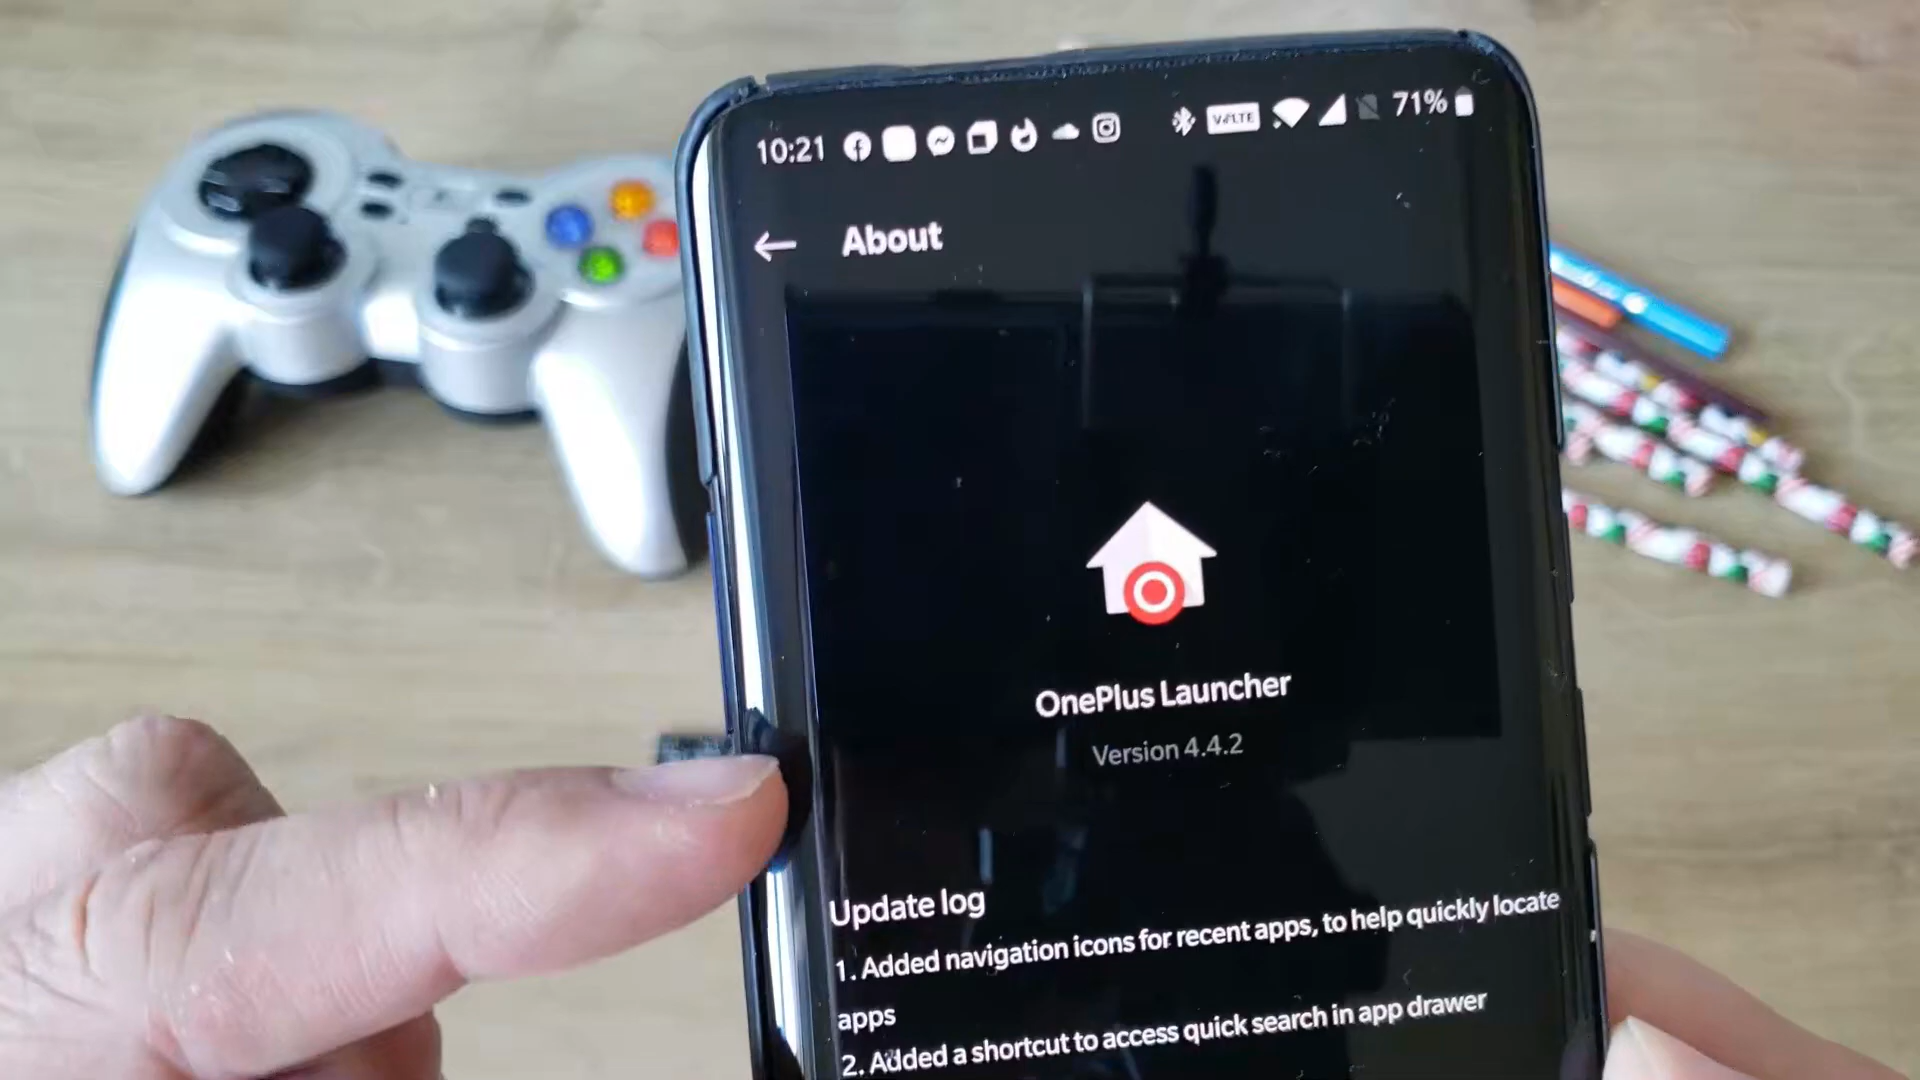 10:21 VoLTE 71%
About
OnePlus Launcher
Version 4.4.2
Update log
1. Added navigation icons for recent apps, to help quickly locate
apps
2. Added a shortcut to access quick search in app drawer